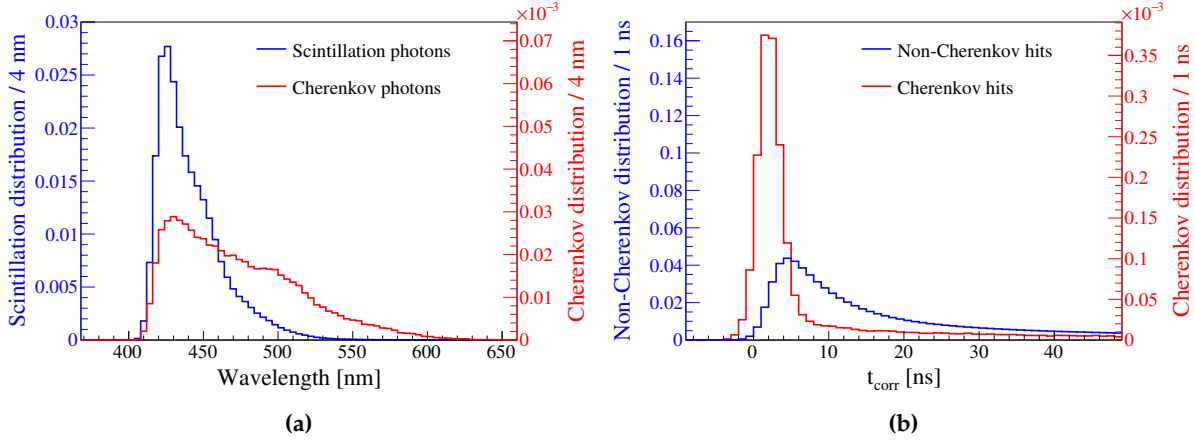 Scintillation distribution / 4 nm
0.03
0.025
0.02
0.015
0.01
0.005
0
Scintillation photons
Cherenkov photons
×10⁻³
0.07
0.06
0.05
0.04
0.03
0.02
0.01
0
Cherenkov distribution / 4 nm
400 450 500 550 600 650
Wavelength [nm]
(a)
Non-Cherenkov distribution / 1 ns
0.16
0.14
0.12
0.1
0.08
0.06
0.04
0.02
0
Non-Cherenkov hits
Cherenkov hits
×10⁻³
0.35
0.3
0.25
0.2
0.15
0.1
0.05
0
Cherenkov distribution / 1 ns
0 10 20 30 40
t_corr [ns]
(b)